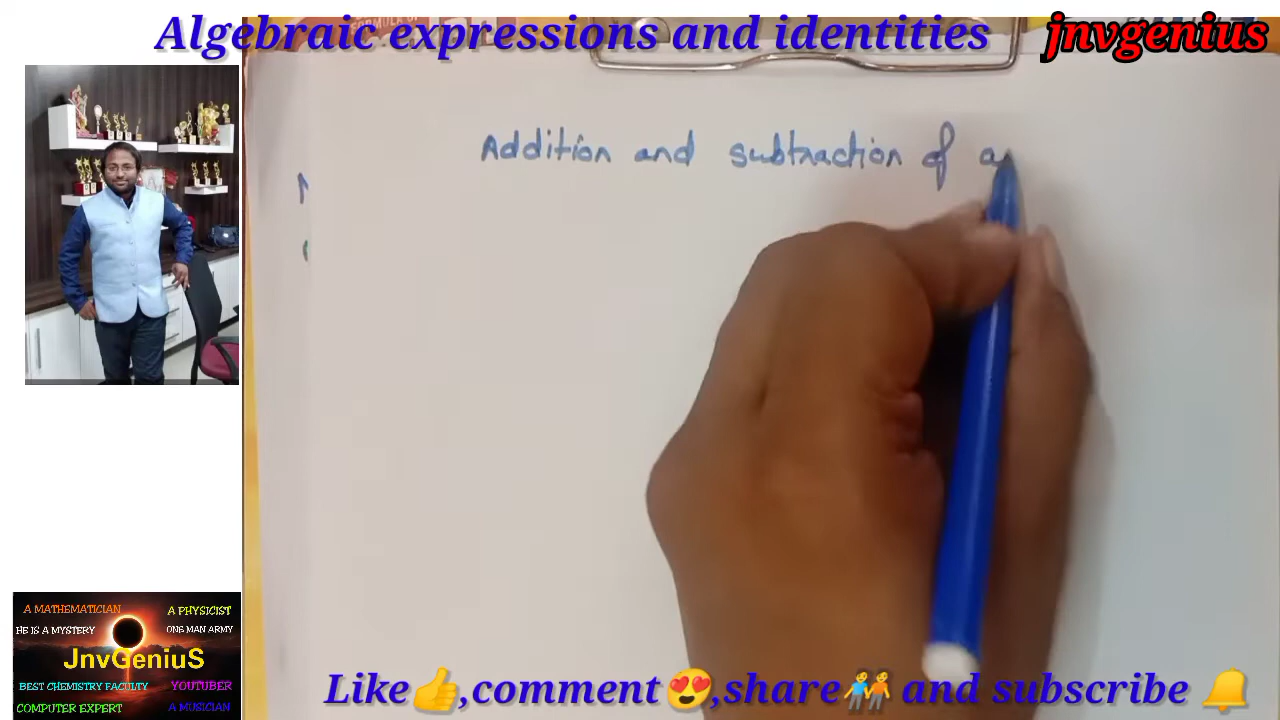 Algebraic expressions and identities
jnvgenius
Addition and subtraction of
A MATHEMATICIAN
A PHYSICIST
HE IS A MYSTERY
ONE MAN ARMY
JnvGeniuS
BEST CHEMISTRY FACULTY
YOUTUBER
COMPUTER EXPERT
A MUSICIAN
Like👍,comment😍,share👬 and subscribe 🔔